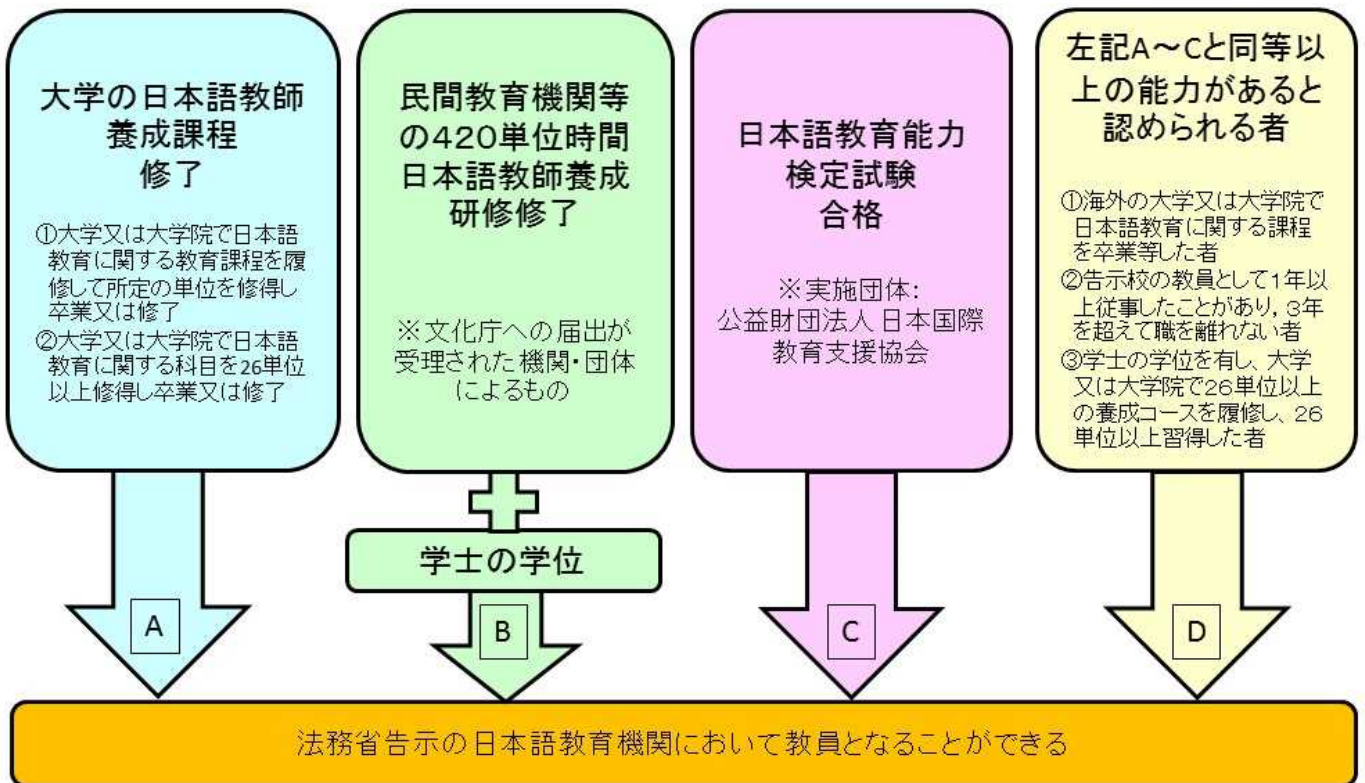 大学の日本語教師
養成課程
修了
①大学又は大学院で日本語
教育に関する教育課程を履
修して所定の単位を修得し
卒業又は修了
②大学又は大学院で日本語
教育に関する科目を26単位
以上修得し卒業又は修了
A
民間教育機関等
の420単位時間
日本語教師養成
研修修了
※文化庁への届出が
受理された機関・団体
によるもの
学士の学位
B
日本語教育能力
検定試験
合格
※実施団体:
公益財団法人 日本国際
教育支援協会
C
左記A～Cと同等以
上の能力があると
認められる者
①海外の大学又は大学院で
日本語教育に関する課程
を卒業等した者
②告示校の教員として1年以
上従事したことがあり，3年
を超えて職を離れない者
③学士の学位を有し、大学
又は大学院で26単位以上
の養成コースを履修し、26
単位以上習得した者
D
法務省告示の日本語教育機関において教員となることができる